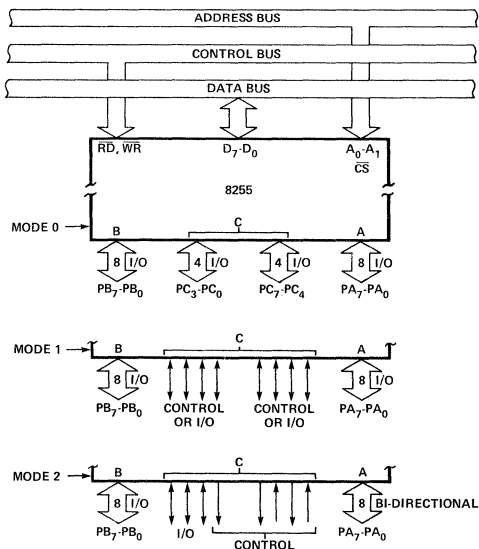 ADDRESS BUS
CONTROL BUS
DATA BUS
RD, WR D7-D0 A0-A1
CS
8255
MODE 0 B C A
8 I/O 4 I/O 4 I/O 8 I/O
PB7-PB0 PC3-PC0 PC7-PC4 PA7-PA0
MODE 1 B C A
8 I/O 8 I/O
PB7-PB0 CONTROL OR I/O CONTROL OR I/O PA7-PA0
MODE 2 B C A
8 I/O 8 BI-DIRECTIONAL
PB7-PB0 I/O PA7-PA0
CONTROL